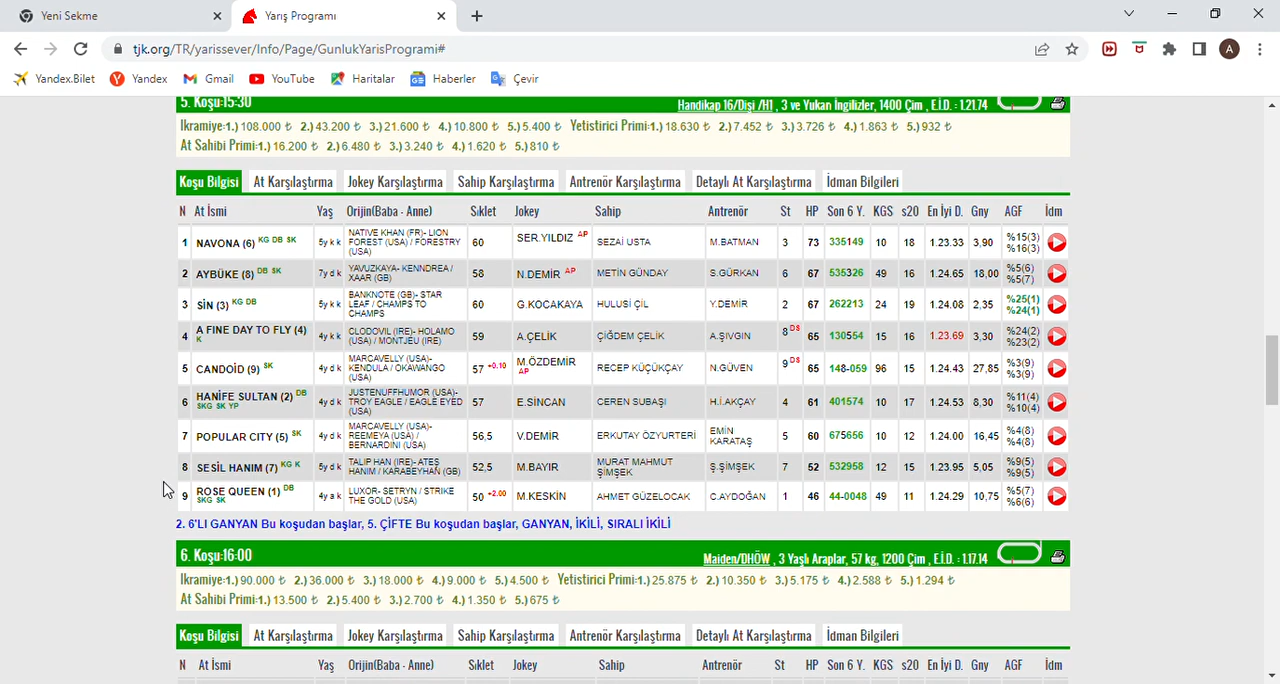 Yeni Sekme
Yarış Programı
tjk.org/TR/yarissever/Info/Page/GunlukYarisProgrami#
A
Yandex.Bilet Yandex Gmail YouTube Haritalar Haberler Çevir
5. Koşu:15:30 Handikap 16/Dişi /H1 , 3 ve Yukarı İngilizler, 1400 Çim , E.İ.D. : 1.21.74
Ikramiye:1.) 108.000 ₺ 2.) 43.200 ₺ 3.) 21.600 ₺ 4.) 10.800 ₺ 5.) 5.400 ₺ Yetistirici Primi:1.) 18.630 ₺ 2.) 7.452 ₺ 3.) 3.726 ₺ 4.) 1.863 ₺ 5.) 932 ₺
At Sahibi Primi:1.) 16.200 ₺ 2.) 6.480 ₺ 3.) 3.240 ₺ 4.) 1.620 ₺ 5.) 810 ₺
Koşu Bilgisi At Karşılaştırma Jokey Karşılaştırma Sahip Karşılaştırma Antrenör Karşılaştırma Detaylı At Karşılaştırma İdman Bilgileri
N At İsmi Yaş Orijin(Baba - Anne) Sıklet Jokey Sahip Antrenör St HP Son 6 Y. KGS s20 En İyi D. Gny AGF İdm
1 NAVONA (6) KG DB SK 5y k k NATIVE KHAN (FR)- LION FOREST (USA) / FORESTRY (USA) 60 SER.YILDIZ AP SEZAİ USTA M.BATMAN 3 73 335149 10 18 1.23.33 3,90 %15(3) %16(3)
2 AYBÜKE (8) DB SK 7y d k YAVUZKAYA- KENNDREA / XAAR (GB) 58 N.DEMİR AP METİN GÜNDAY S.GÜRKAN 6 67 535326 49 16 1.24.65 18,00 %5(6) %5(7)
3 SİN (3) KG DB 5y k k BANKNOTE (GB)- STAR LEAF / CHAMPS TO CHAMPS 60 G.KOCAKAYA HULUSİ ÇİL Y.DEMİR 2 67 262213 24 19 1.24.08 2,35 %25(1) %24(1)
4 A FINE DAY TO FLY (4) K 4y k k CLODOVIL (IRE)- HOLAMO (USA) / MONTJEU (IRE) 59 A.ÇELİK ÇİĞDEM ÇELİK A.ŞIVGIN 8 DS 65 130554 15 16 1.23.69 3,30 %24(2) %23(2)
5 CANDOİD (9) SK 4y d k MARCAVELLY (USA)- KENDULA / OKAWANGO (USA) 57 +0.10 M.ÖZDEMİR AP RECEP KÜÇÜKÇAY N.GÜVEN 9 DS 65 148-059 96 15 1.24.43 27,85 %3(9) %3(9)
6 HANİFE SULTAN (2) DB SKG SK YP 4y d k JUSTENUFFHUMOR (USA)- TROY EAGLE / EAGLE EYED (USA) 57 E.SİNCAN CEREN SUBAŞI H.İ.AKÇAY 4 61 401574 10 17 1.24.53 8,30 %11(4) %10(4)
7 POPULAR CITY (5) SK 4y d k MARCAVELLY (USA)- REEMEYA (USA) / BERNARDINI (USA) 56,5 V.DEMİR ERKUTAY ÖZYURTERİ EMİN KARATAŞ 5 60 675656 10 12 1.24.00 16,45 %4(8) %4(8)
8 SESİL HANIM (7) KG K 5y d k TALIP HAN (IRE)- ATEŞ HANIM / KARABEYHAN (GB) 52,5 M.BAYIR MURAT MAHMUT ŞİMŞEK Ş.ŞİMŞEK 7 52 532958 12 15 1.23.95 5,05 %9(5) %9(5)
9 ROSE QUEEN (1) DB SKG SK 4y a k LUXOR- SETRYN / STRIKE THE GOLD (USA) 50 +2.00 M.KESKİN AHMET GÜZELOCAK C.AYDOĞAN 1 46 44-0048 49 11 1.24.29 10,75 %5(7) %6(6)
2. 6'LI GANYAN Bu koşudan başlar, 5. ÇİFTE Bu koşudan başlar, GANYAN, İKİLİ, SIRALI İKİLİ
6. Koşu:16:00 Maiden/DHÖW , 3 Yaşlı Araplar, 57 kg, 1200 Çim , E.İ.D. : 1.17.14
Ikramiye:1.) 90.000 ₺ 2.) 36.000 ₺ 3.) 18.000 ₺ 4.) 9.000 ₺ 5.) 4.500 ₺ Yetistirici Primi:1.) 25.875 ₺ 2.) 10.350 ₺ 3.) 5.175 ₺ 4.) 2.588 ₺ 5.) 1.294 ₺
At Sahibi Primi:1.) 13.500 ₺ 2.) 5.400 ₺ 3.) 2.700 ₺ 4.) 1.350 ₺ 5.) 675 ₺
Koşu Bilgisi At Karşılaştırma Jokey Karşılaştırma Sahip Karşılaştırma Antrenör Karşılaştırma Detaylı At Karşılaştırma İdman Bilgileri
N At İsmi Yaş Orijin(Baba - Anne) Sıklet Jokey Sahip Antrenör St HP Son 6 Y. KGS s20 En İyi D. Gny AGF İdm